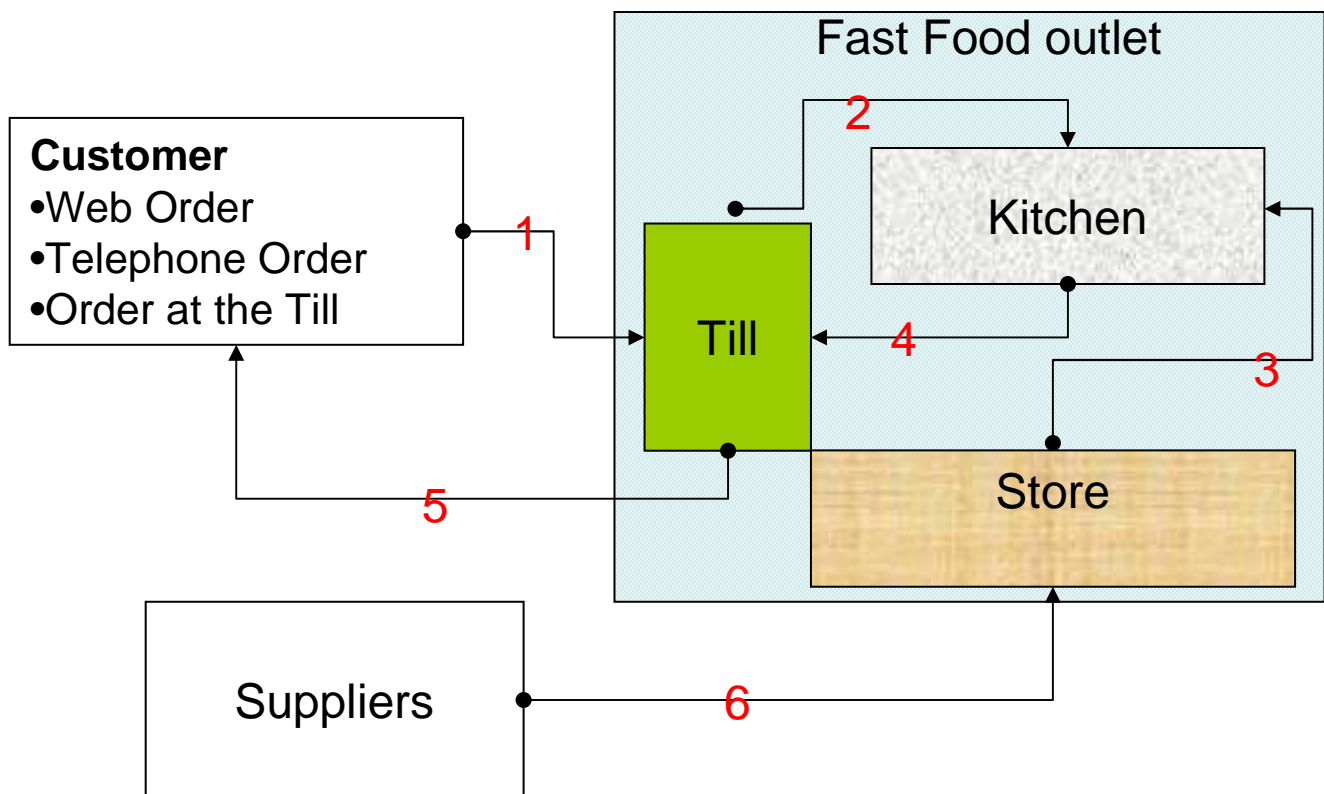 Fast Food outlet
2
Customer
•Web Order
•Telephone Order
•Order at the Till
1
Kitchen
Till
4
3
5
Store
Suppliers
6